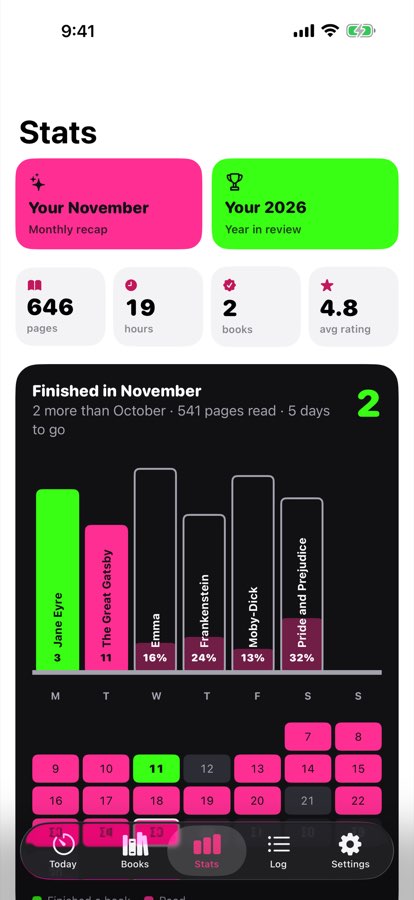 9:41
Stats
Your November
Monthly recap
Your 2026
Year in review
646
pages
19
hours
2
books
4.8
avg rating
Finished in November
2 more than October · 541 pages read · 5 days
to go
2
Jane Eyre
3
The Great Gatsby
11
Emma
16%
Frankenstein
24%
Moby-Dick
13%
Pride and Prejudice
32%
M T W T F S S
7 8
9 10 11 12 13 14 15
16 17 18 19 20 21 22
Today Books Stats Log Settings
Finished a book Read